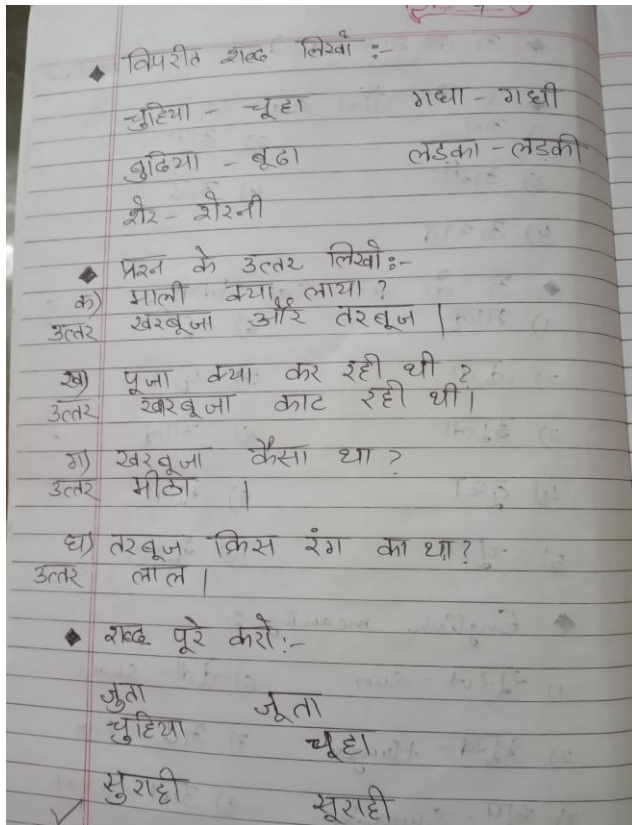 विपरीत शब्द लिखो :-
चुहिया - चूहा गधा - गधी
बुढिया - बूढा लड़का - लड़की
शेर - शेरनी
प्रश्न के उत्तर लिखो :-
क) माली क्या लाया ?
उत्तर खरबूजा और तरबूज |
ख) पूजा क्या कर रही थी ?
उत्तर खरबूजा काट रही थी |
ग) खरबूजा कैसा था ?
उत्तर मीठा |
घ) तरबूज किस रंग का था ?
उत्तर लाल |
शब्द पूरे करो :-
जुता जूता
चुहिया चूहा
सुराही सूराही